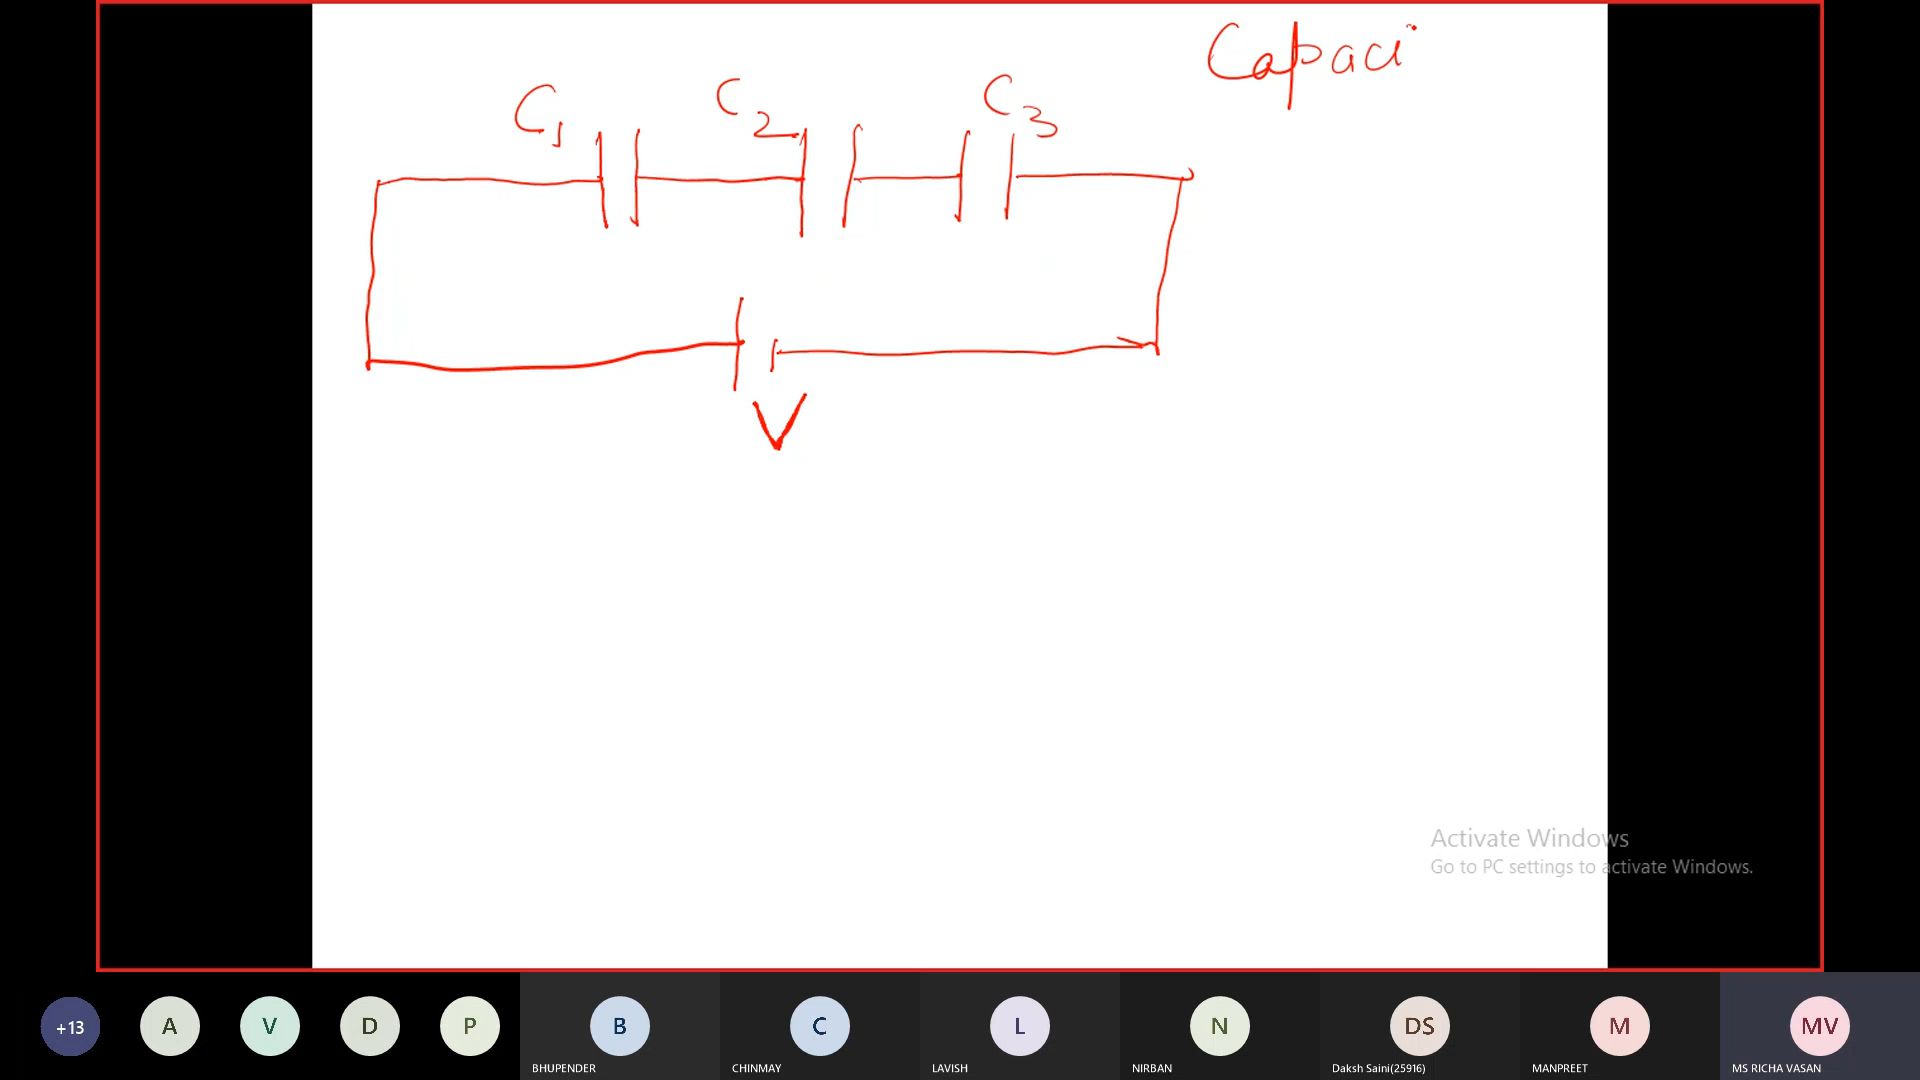 Capaci
C1 C2 C3
V
Activate Windows
Go to PC settings to activate Windows.
+13 A V D P B C L N DS M MV
BHUPENDER CHINMAY LAVISH NIRBAN Daksh Saini(25916) MANPREET MS RICHA VASAN